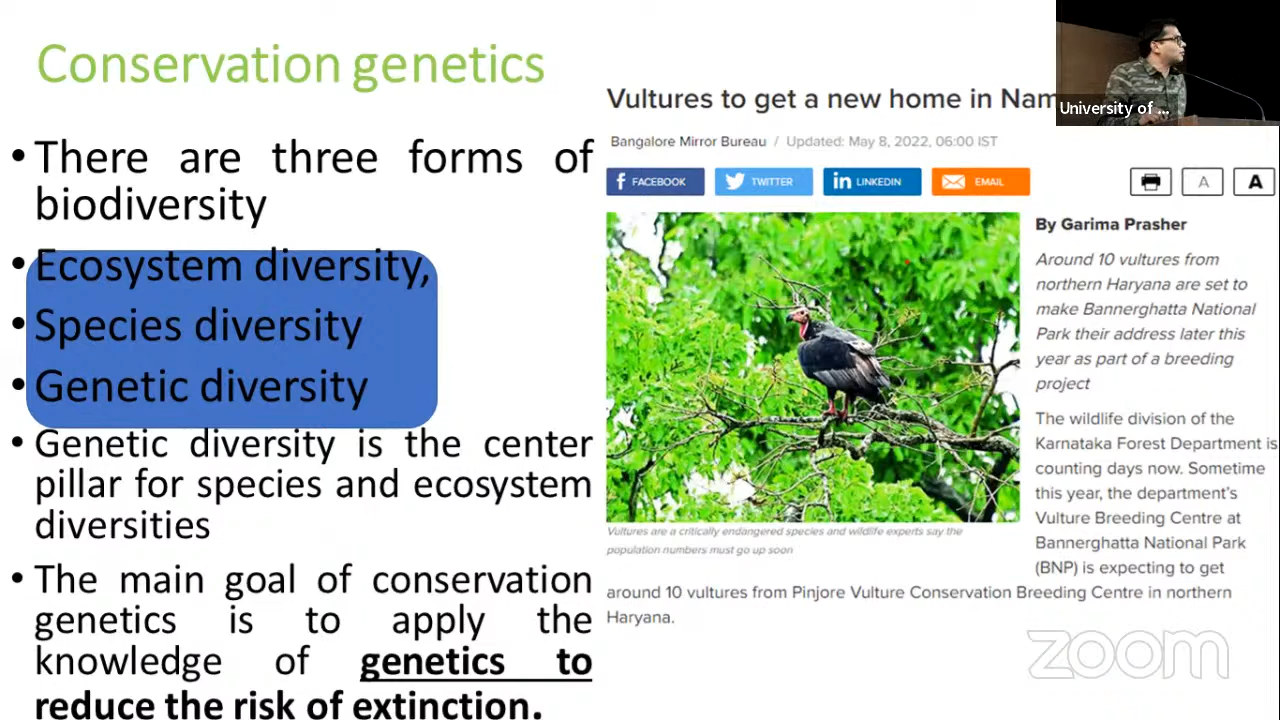 Conservation genetics
• There are three forms of
biodiversity
• Ecosystem diversity,
• Species diversity
• Genetic diversity
• Genetic diversity is the center
pillar for species and ecosystem
diversities
• The main goal of conservation
genetics is to apply the
knowledge of genetics to
reduce the risk of extinction.
Vultures to get a new home in
Bangalore Mirror Bureau / Updated: May 8, 2022, 06:00 IST
FACEBOOK
TWITTER
LINKEDIN
EMAIL
A
A
By Garima Prasher
Around 10 vultures from
northern Haryana are set to
make Bannerghatta National
Park their address later this
year as part of a breeding
project
The wildlife division of the
Karnataka Forest Department is
counting days now. Sometime
this year, the department's
Vulture Breeding Centre at
Bannerghatta National Park
(BNP) is expecting to get
around 10 vultures from Pinjore Vulture Conservation Breeding Centre in northern
Haryana.
Vultures are a critically endangered species and wildlife experts say the
population numbers must go up soon
University of ...
zoom